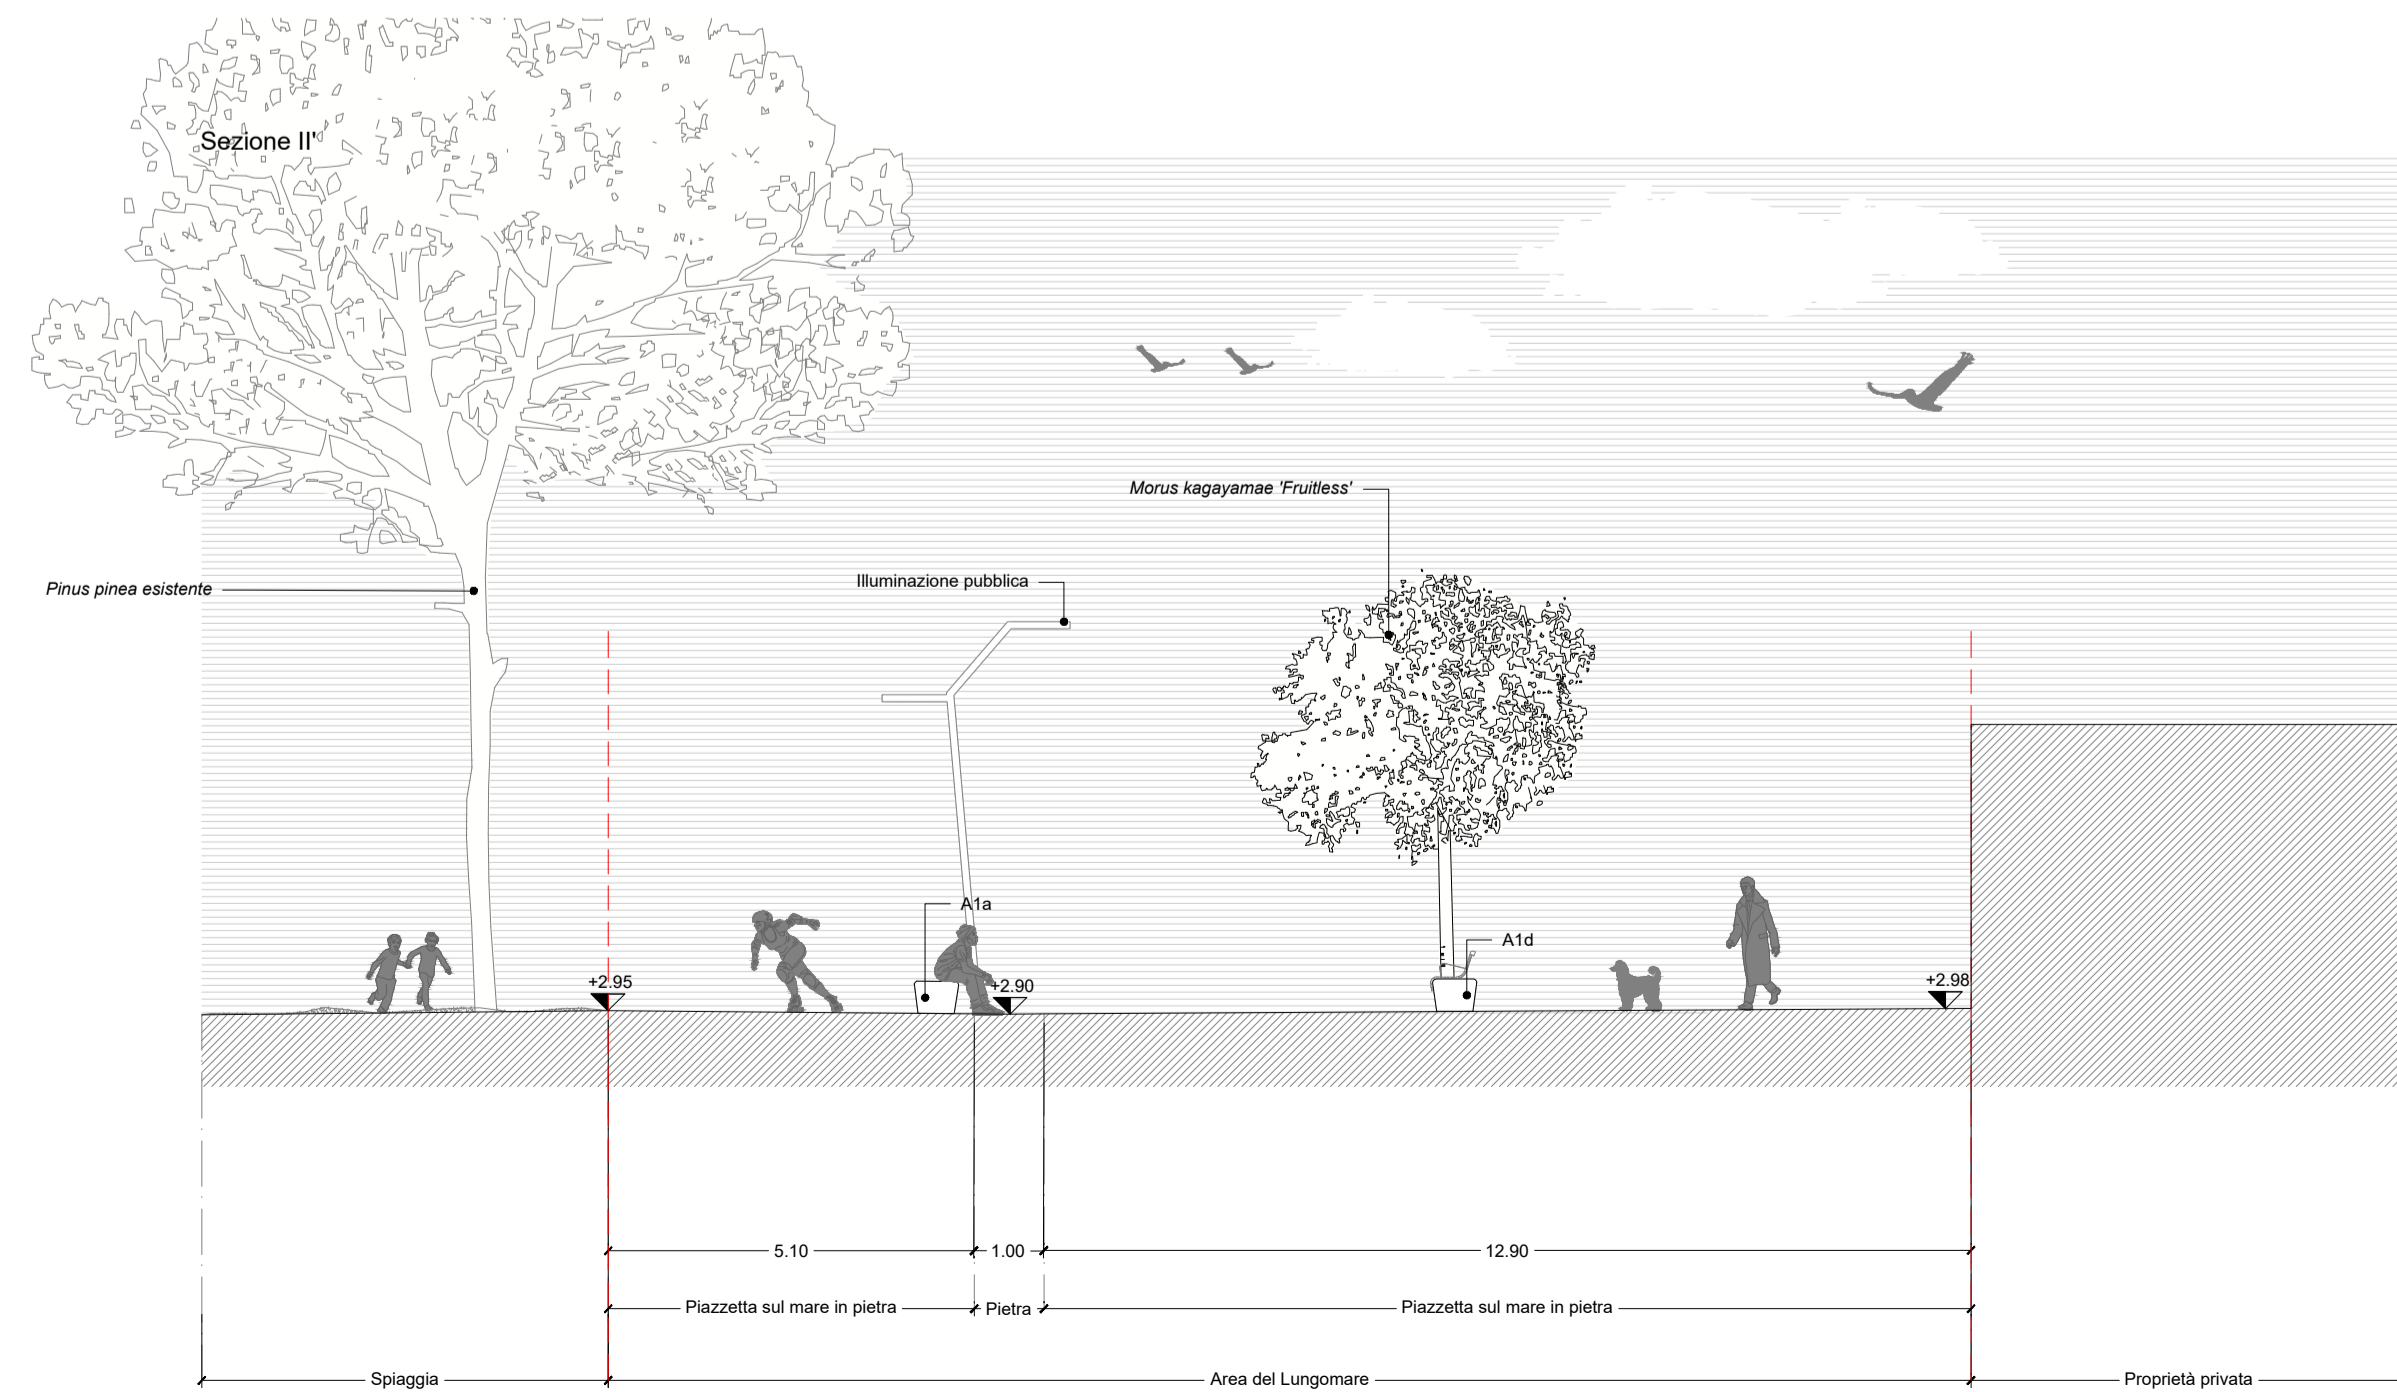 Sezione II'
Morus kagayamae 'Fruitless'
Illuminazione pubblica
Pinus pinea esistente
A1a
A1d
+2.95
+2.90
+2.98
5.10
1.00
12.90
Piazzetta sul mare in pietra
Pietra
Piazzetta sul mare in pietra
Spiaggia
Area del Lungomare
Proprietà privata